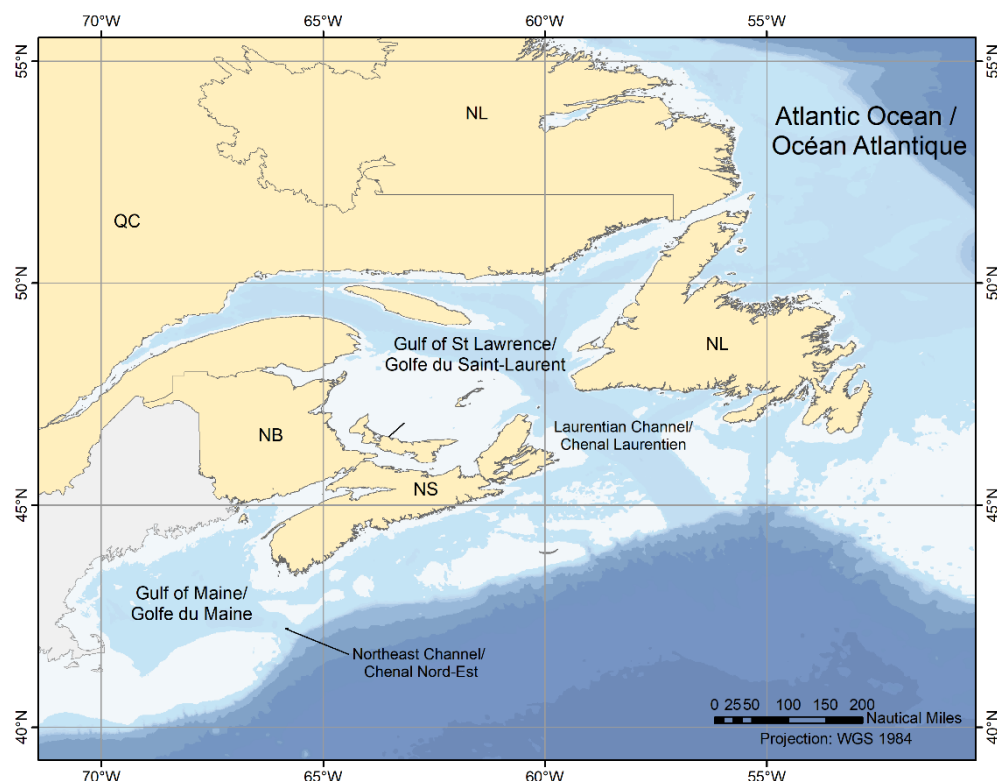 70°W 65°W 60°W 55°W
55°N 55°N
NL
Atlantic Ocean /
Océan Atlantique
QC
50°N 50°N
Gulf of St Lawrence/
Golfe du Saint-Laurent
NL
Laurentian Channel/
Chenal Laurentien
NB
NS
45°N 45°N
Gulf of Maine/
Golfe du Maine
Northeast Channel/
Chenal Nord-Est
0 25 50 100 150 200
Nautical Miles
Projection: WGS 1984
40°N 40°N
70°W 65°W 60°W 55°W